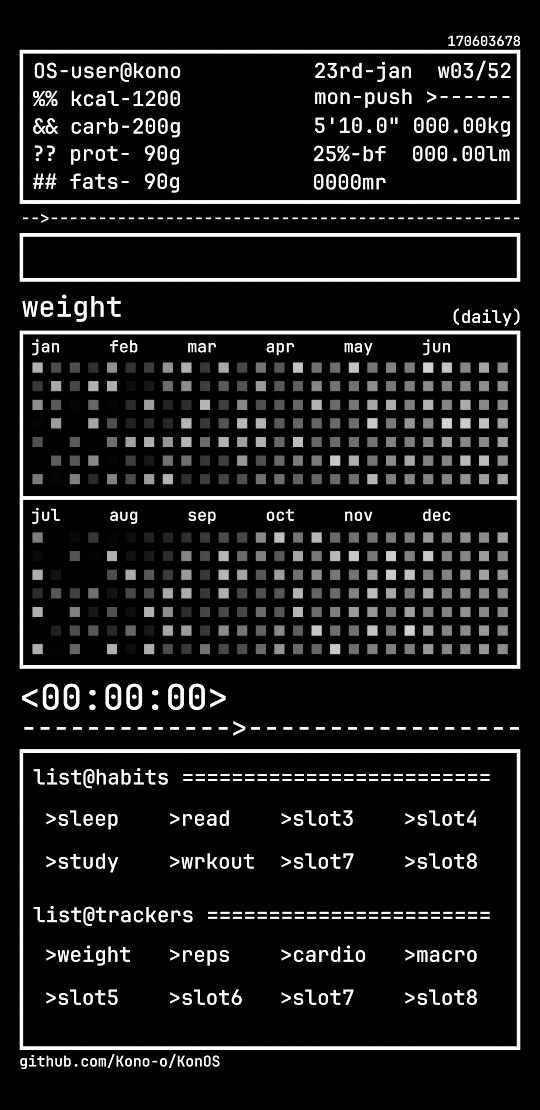 170603678
OS-user@kono 23rd-jan w03/52
%% kcal-1200 mon-push >------
&& carb-200g 5'10.0" 000.00kg
?? prot- 90g 25%-bf 000.00lm
## fats- 90g 0000mr
-->----------------------------------------------
weight (daily)
jan feb mar apr may jun
jul aug sep oct nov dec
<00:00:00>
-------------->------------------
list@habits =========================
>sleep >read >slot3 >slot4
>study >wrkout >slot7 >slot8
list@trackers =======================
>weight >reps >cardio >macro
>slot5 >slot6 >slot7 >slot8
github.com/Kono-o/KonOS